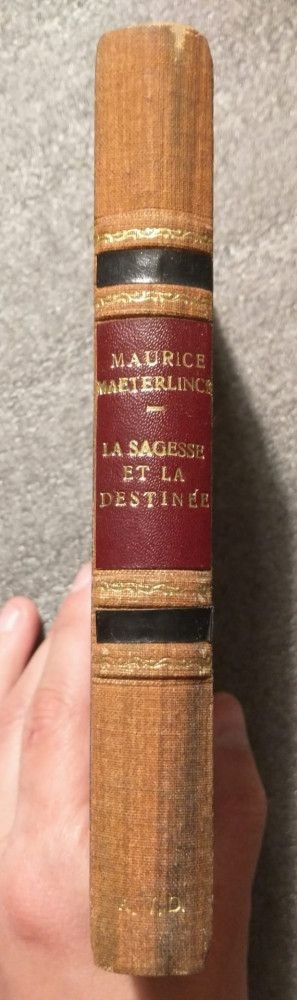 MAURICE
MAETERLINCK
LA SAGESSE
ET LA
DESTINÉE